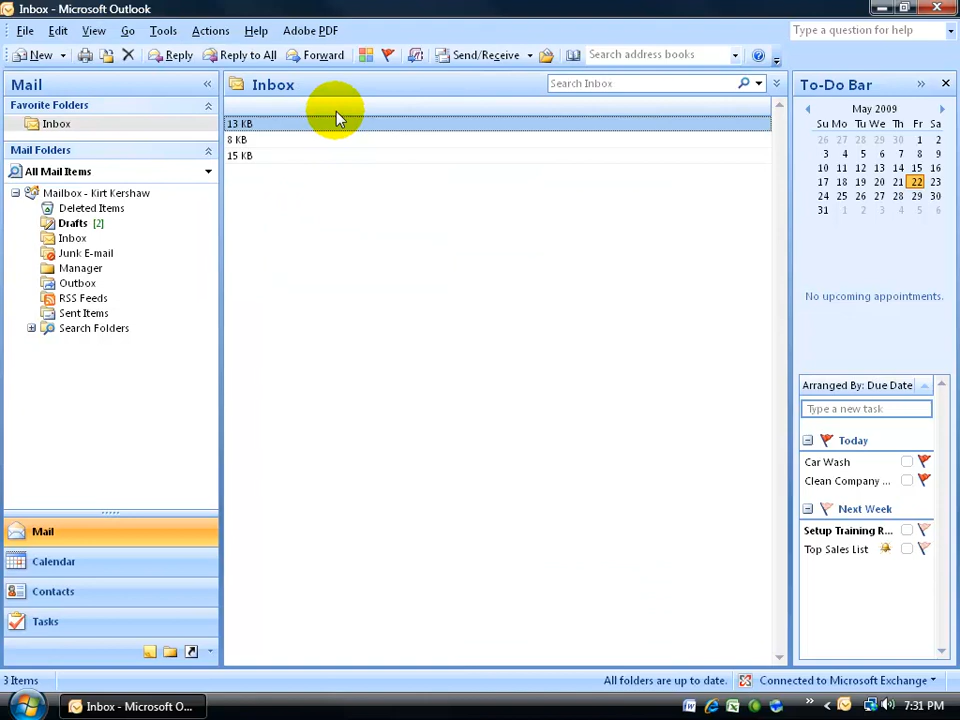 Inbox - Microsoft Outlook
File Edit View Go Tools Actions Help Adobe PDF
Type a question for help
New Reply Reply to All Forward Send/Receive Search address books
Mail
Favorite Folders
Inbox
Mail Folders
All Mail Items
Mailbox - Kirt Kershaw
Deleted Items
Drafts [2]
Inbox
Junk E-mail
Manager
Outbox
RSS Feeds
Sent Items
Search Folders
Mail
Calendar
Contacts
Tasks
Inbox
Search Inbox
13 KB
8 KB
15 KB
To-Do Bar
May 2009
Su Mo Tu We Th Fr Sa
26 27 28 29 30 1 2
3 4 5 6 7 8 9
10 11 12 13 14 15 16
17 18 19 20 21 22 23
24 25 26 27 28 29 30
31 1 2 3 4 5 6
No upcoming appointments.
Arranged By: Due Date
Type a new task
Today
Car Wash
Clean Company ...
Next Week
Setup Training R...
Top Sales List
3 Items
All folders are up to date.
Connected to Microsoft Exchange
Inbox - Microsoft O...
7:31 PM